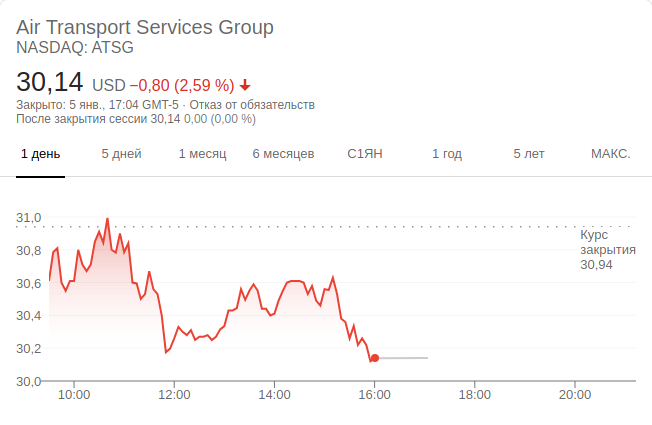 Air Transport Services Group
NASDAQ: ATSG
30,14 USD −0,80 (2,59 %)
Закрыто: 5 янв., 17:04 GMT-5 · Отказ от обязательств
После закрытия сессии 30,14 0,00 (0,00 %)
1 день 5 дней 1 месяц 6 месяцев С1ЯН 1 год 5 лет МАКС.
31,0
Курс
закрытия
30,94
30,8
30,6
30,4
30,2
30,0
10:00 12:00 14:00 16:00 18:00 20:00